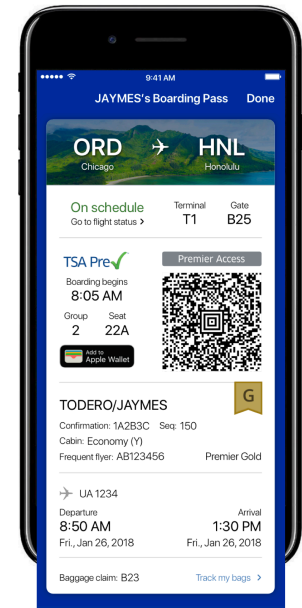 9:41 AM
JAYMES's Boarding Pass Done
ORD HNL
Chicago Honolulu
On schedule
Go to flight status >
Terminal Gate
T1 B25
TSA Pre
Premier Access
Boarding begins
8:05 AM
Group Seat
2 22A
Add to
Apple Wallet
G
TODERO/JAYMES
Confirmation: 1A2B3C Seq: 150
Cabin: Economy (Y)
Frequent flyer: AB123456 Premier Gold
UA 1234
Departure Arrival
8:50 AM 1:30 PM
Fri., Jan 26, 2018 Fri., Jan 26, 2018
Baggage claim: B23 Track my bags >